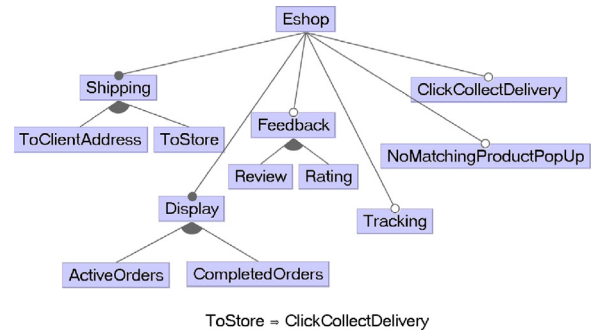 Eshop
Shipping
ClickCollectDelivery
Feedback
ToClientAddress ToStore
NoMatchingProductPopUp
Review Rating
Display
Tracking
ActiveOrders CompletedOrders
ToStore ⇒ ClickCollectDelivery